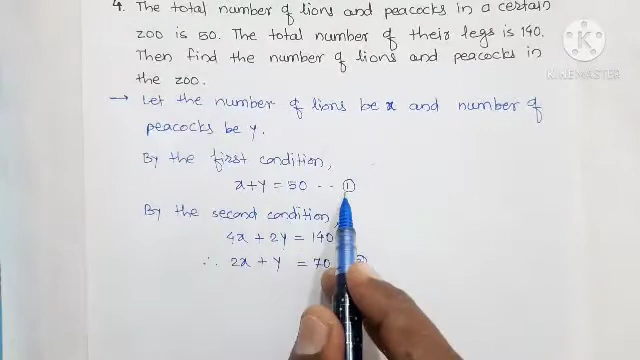 4. The total number of lions and peacocks in a certain
zoo is 50. The total number of their legs is 140.
Then find the number of lions and peacocks in
the zoo.
→ Let the number of lions be x and number of
peacocks be y.
By the first condition,
x+y = 50 -- ①
By the second condition,
4x + 2y = 140
∴ 2x + y = 70
KINEMASTER